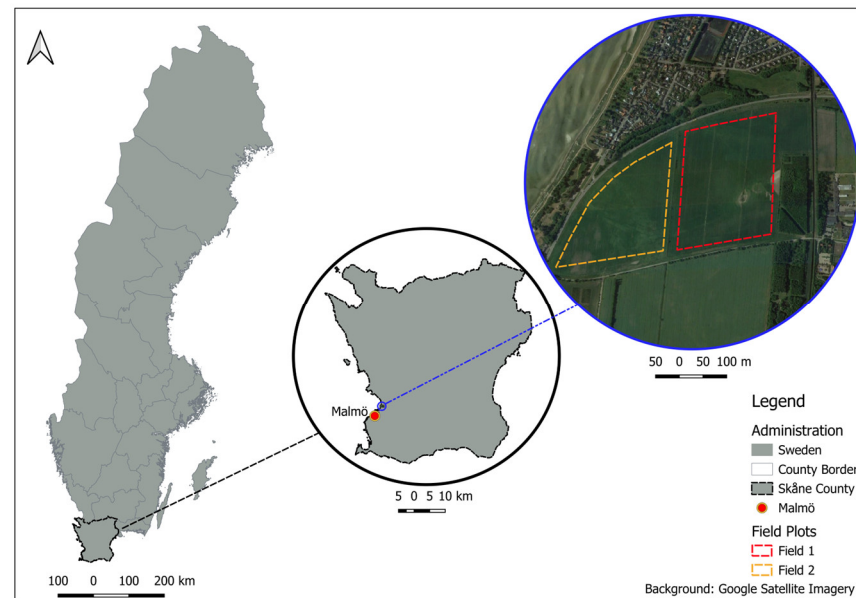 50 0 50 100 m
Malmö
5 0 5 10 km
100 0 100 200 km
Legend
Administration
Sweden
County Border
Skåne County
Malmö
Field Plots
Field 1
Field 2
Background: Google Satellite Imagery